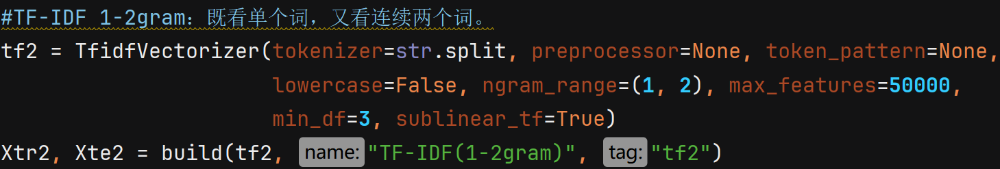 #TF-IDF 1-2gram：既看单个词，又看连续两个词。
tf2 = TfidfVectorizer(tokenizer=str.split, preprocessor=None, token_pattern=None,
lowercase=False, ngram_range=(1, 2), max_features=50000,
min_df=3, sublinear_tf=True)
Xtr2, Xte2 = build(tf2, name: "TF-IDF(1-2gram)", tag: "tf2")